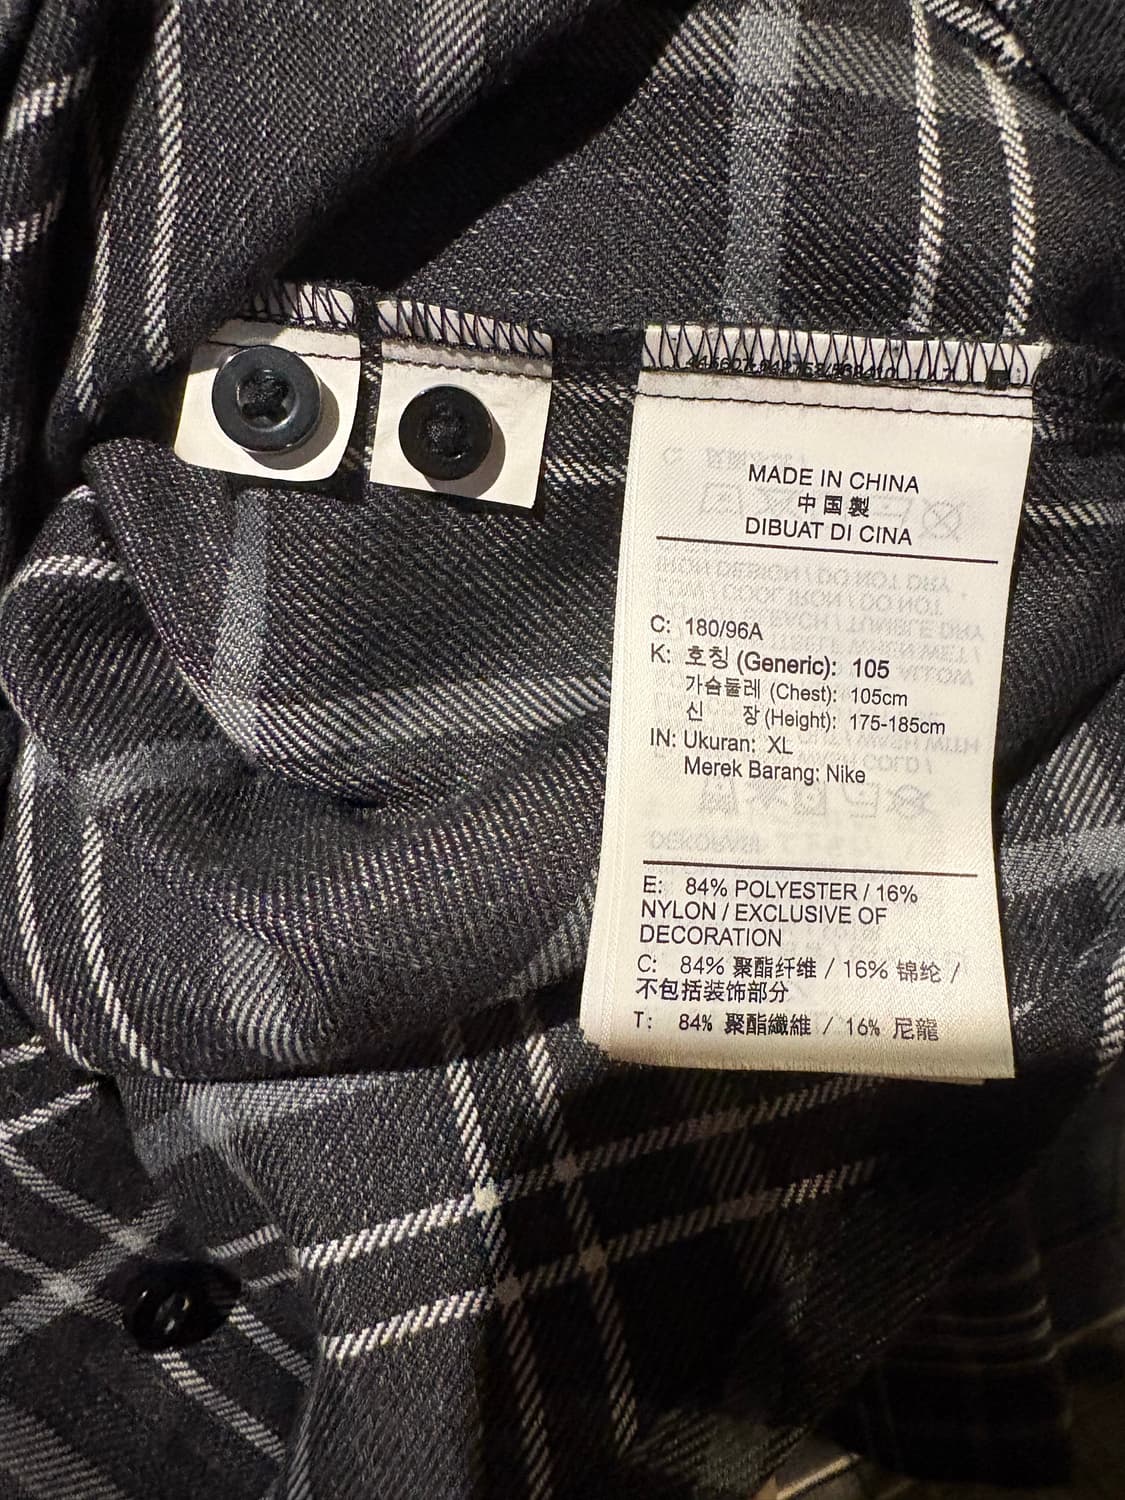 MADE IN CHINA
中国製
DIBUAT DI CINA
C: 180/96A
K: 호칭 (Generic): 105
가슴둘레 (Chest): 105cm
신 장 (Height): 175-185cm
IN: Ukuran: XL
Merek Barang: Nike
E: 84% POLYESTER / 16%
NYLON / EXCLUSIVE OF
DECORATION
C: 84% 聚酯纤维 / 16% 锦纶 /
不包括装饰部分
T: 84% 聚酯纖維 / 16% 尼龍